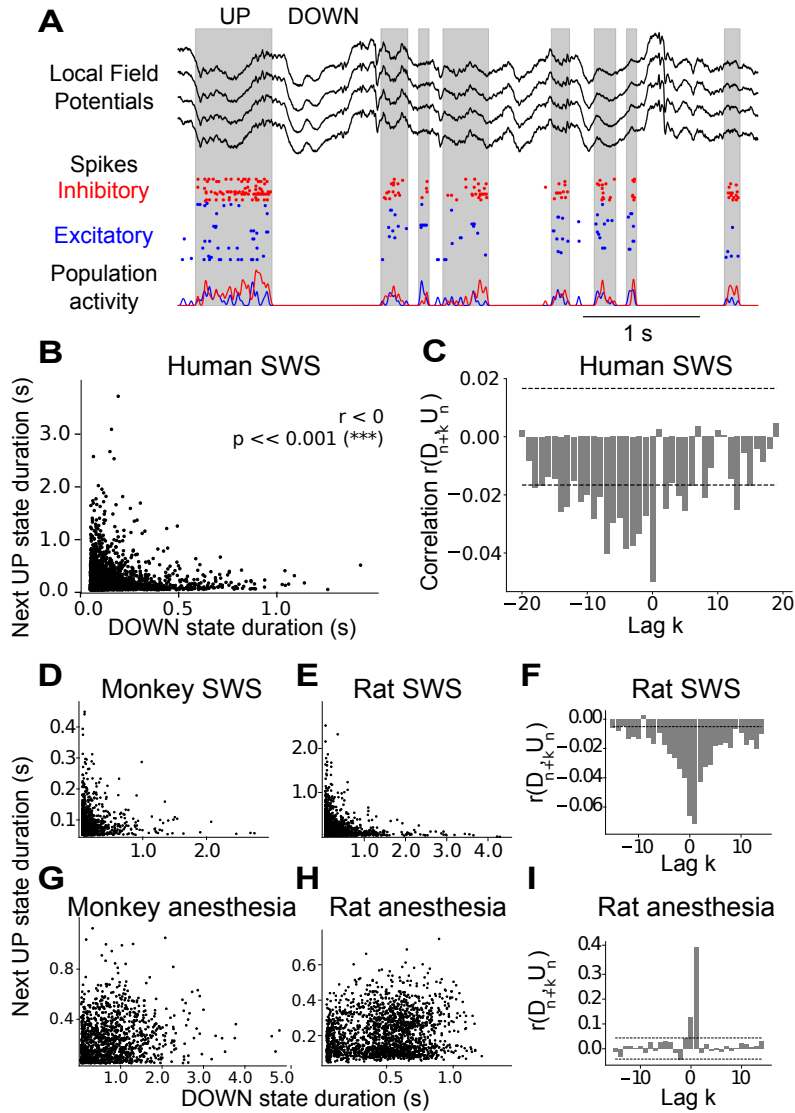 A
UP DOWN
Local Field
Potentials
Spikes
Inhibitory
Excitatory
Population
activity
1 s
B
Human SWS
Next UP state duration (s)
3.0
2.0
1.0
0.0
r < 0
p << 0.001 (***)
0.0 0.5 1.0
DOWN state duration (s)
C
Human SWS
Correlation r(D_{n+k}, U_n)
0.02
0.00
−0.02
−0.04
−20 −10 0 10 20
Lag k
D
Monkey SWS
Next UP state duration (s)
0.4
0.3
0.2
0.1
1.0 2.0
E
Rat SWS
2.0
1.0
1.0 2.0 3.0 4.0
F
Rat SWS
r(D_{n+k}, U_n)
0.00
−0.02
−0.04
−0.06
−10 0 10
Lag k
G
Monkey anesthesia
0.8
0.4
1.0 2.0 3.0 4.0 5.0
H
Rat anesthesia
0.6
0.4
0.2
0.5 1.0
DOWN state duration (s)
I
Rat anesthesia
r(D_{n+k}, U_n)
0.4
0.3
0.2
0.1
0.0
−10 0 10
Lag k